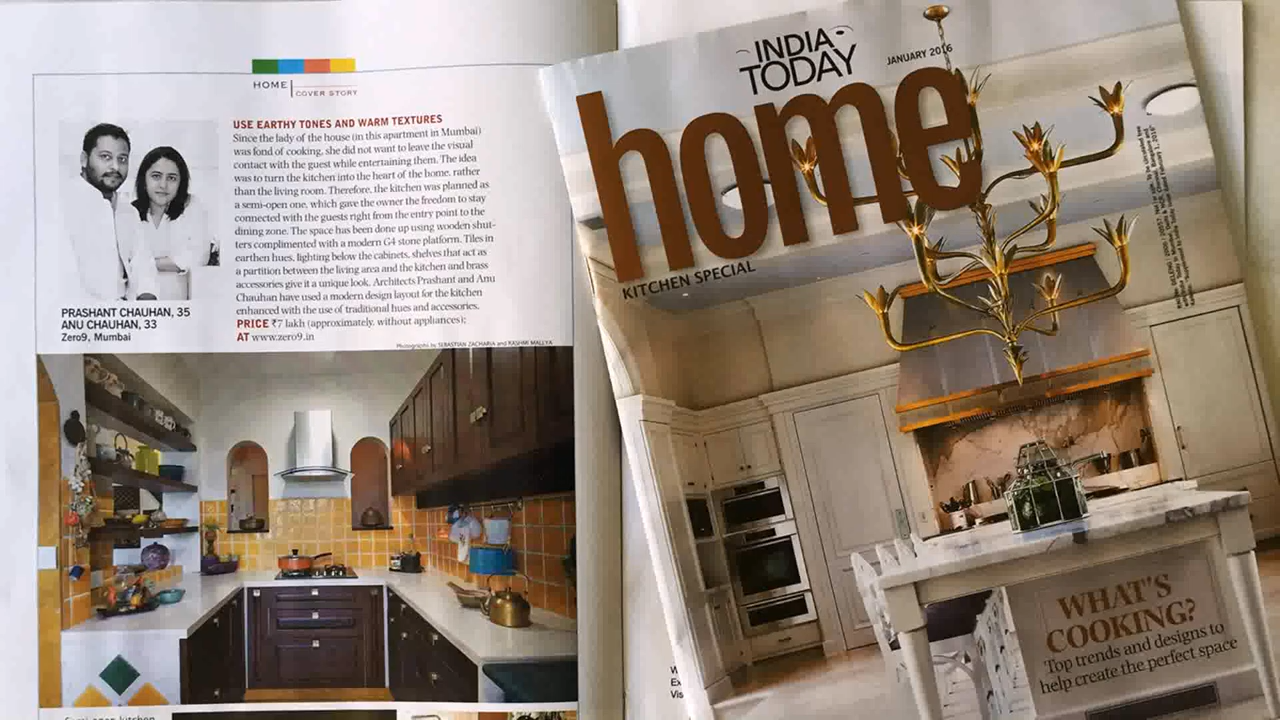 HOME
COVER STORY
USE EARTHY TONES AND WARM TEXTURES
Since the lady of the house (in this apartment in Mumbai)
was fond of cooking, she did not want to leave the visual
contact with the guest while entertaining them. The idea
was to turn the kitchen into the heart of the home, rather
than the living room. Therefore, the kitchen was planned as
a semi-open one, which gave the owner the freedom to stay
connected with the guests right from the entry point to the
dining zone. The space has been done up using wooden shut-
ters complimented with a modern G4 stone platform. Tiles in
earthen hues, lighting below the cabinets, shelves that act as
a partition between the living area and the kitchen and brass
accessories give it a unique look. Architects Prashant and Anu
Chauhan have used a modern design layout for the kitchen
enhanced with the use of traditional hues and accessories.
PRICE ₹7 lakh (approximately, without appliances);
AT www.zero9.in
PRASHANT CHAUHAN, 35
ANU CHAUHAN, 33
Zero9, Mumbai
Photographs by SEBASTIAN ZACHARIA and RASHMI MALLYA
Semi-open kitchen
INDIA
TODAY
JANUARY 2016
home
KITCHEN SPECIAL
WHAT'S
COOKING?
Top trends and designs to
help create the perfect space